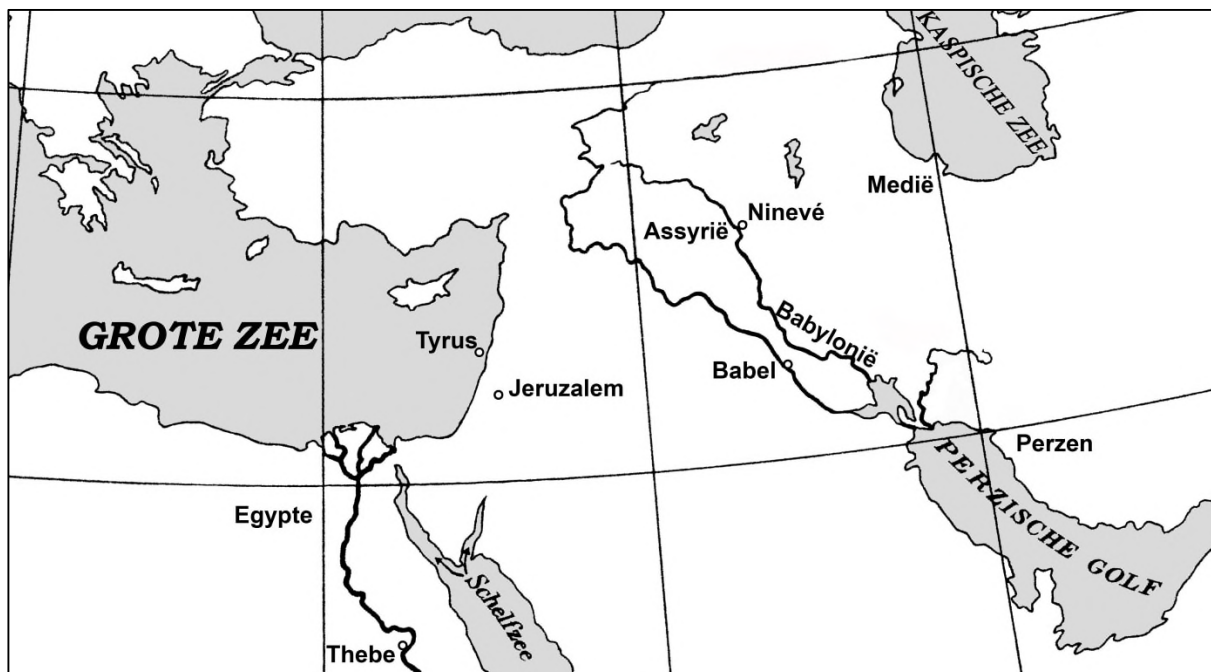 KASPISCHE ZEE
Medië
Ninevé
Assyrië
GROTE ZEE
Babylonië
Tyrus
Babel
Jeruzalem
Perzen
PERZISCHE GOLF
Egypte
Schelfzee
Thebe